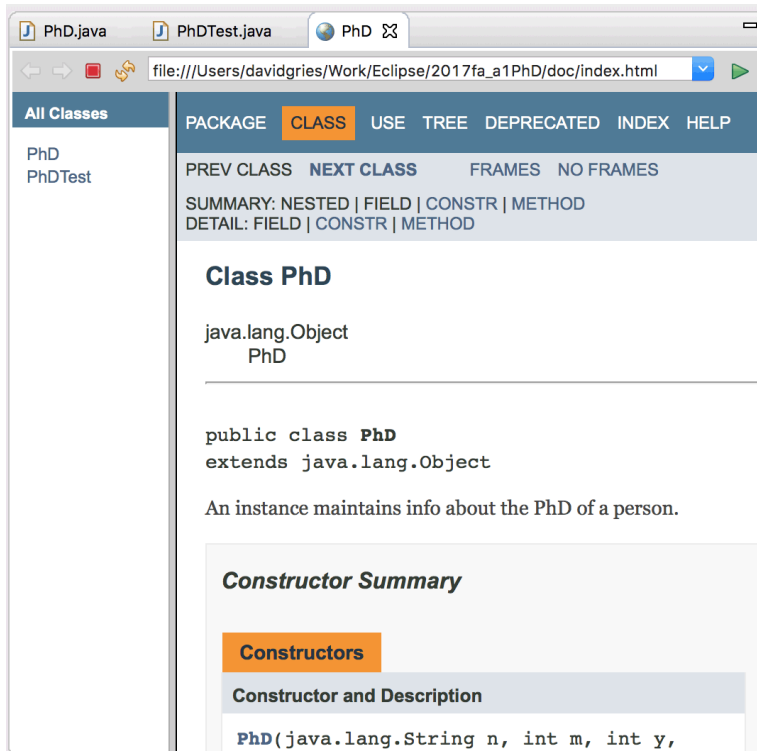 PhD.java PhDTest.java PhD
file:///Users/davidgries/Work/Eclipse/2017fa_a1PhD/doc/index.html
All Classes
PhD
PhDTest
PACKAGE CLASS USE TREE DEPRECATED INDEX HELP
PREV CLASS NEXT CLASS FRAMES NO FRAMES
SUMMARY: NESTED | FIELD | CONSTR | METHOD
DETAIL: FIELD | CONSTR | METHOD
Class PhD
java.lang.Object
PhD
public class PhD
extends java.lang.Object
An instance maintains info about the PhD of a person.
Constructor Summary
Constructors
Constructor and Description
PhD(java.lang.String n, int m, int y,